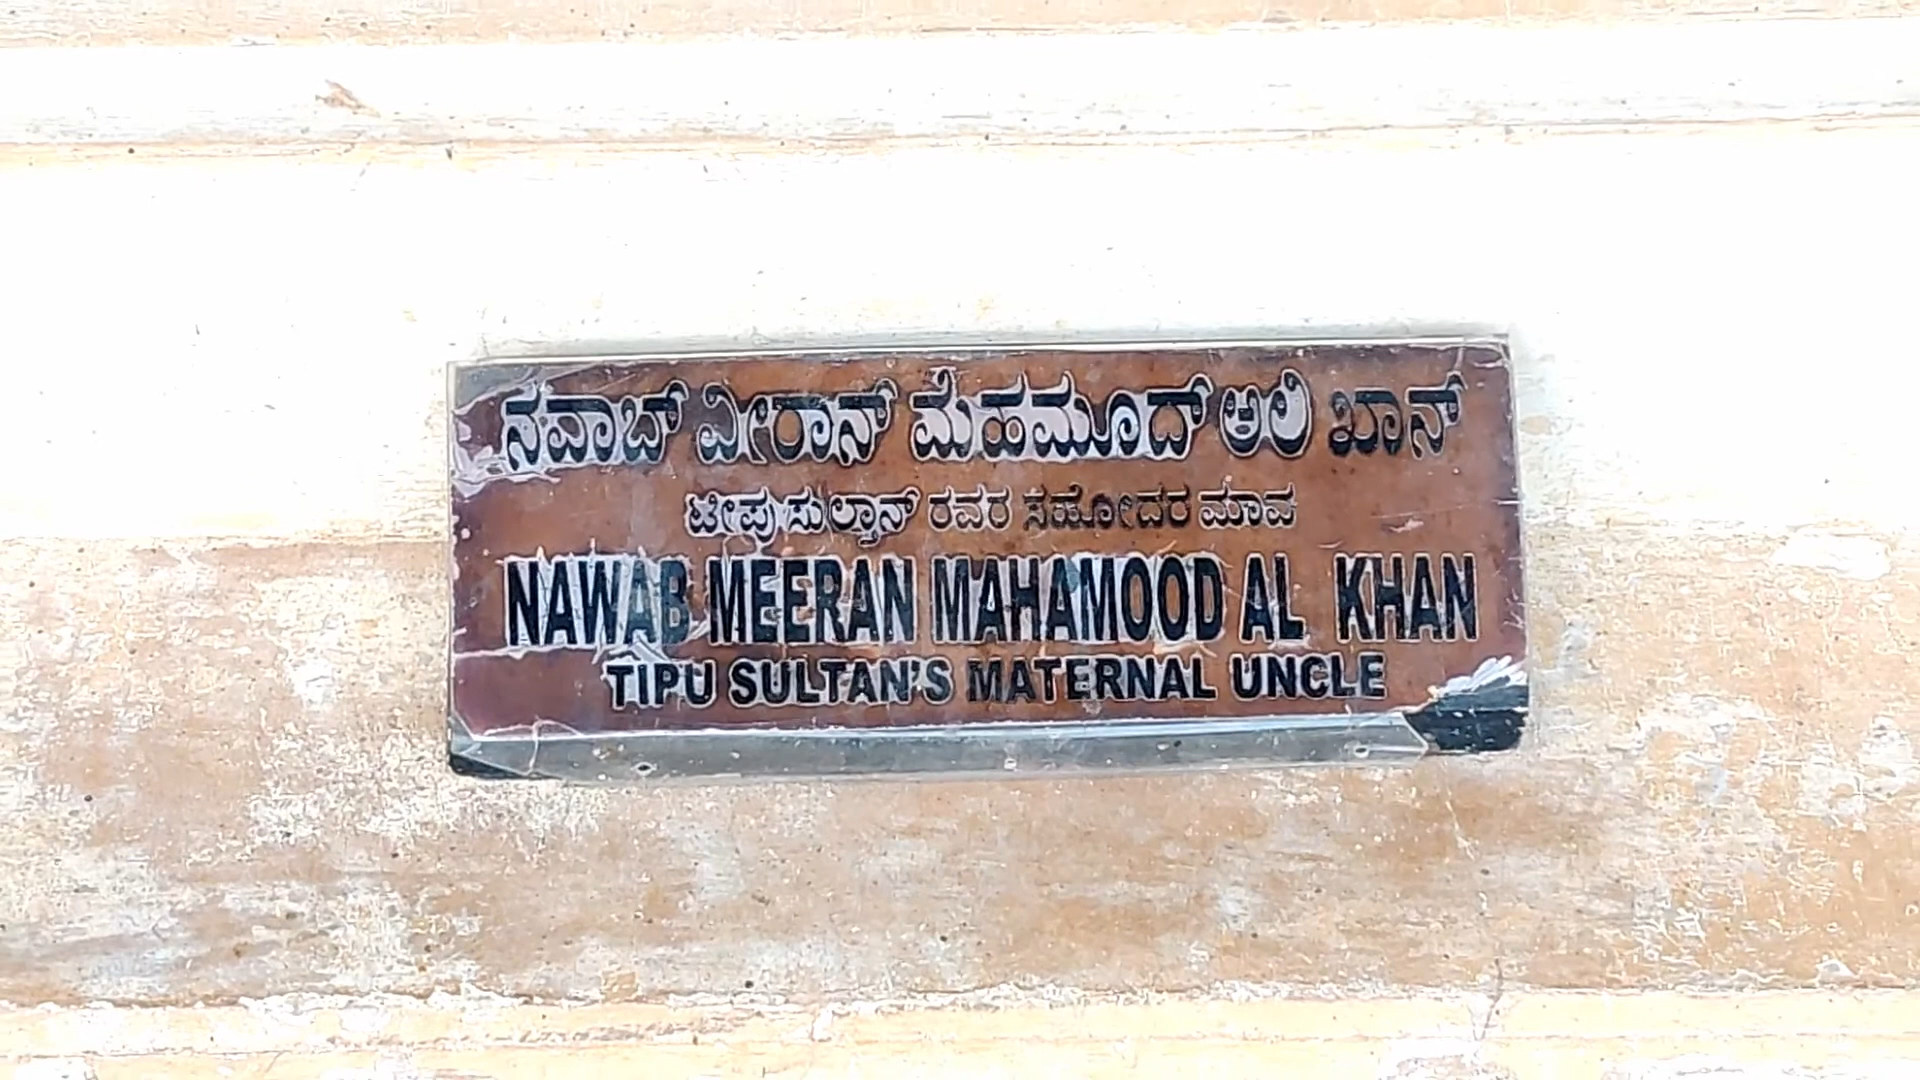 ನವಾಬ್ ಮೀರಾನ್ ಮೆಹಮೂದ್ ಅಲಿ ಖಾನ್
ಟೀಪು ಸುಲ್ತಾನ್ ರವರ ಸಹೋದರ ಮಾವ
NAWAB MEERAN MAHAMOOD AL KHAN
TIPU SULTAN'S MATERNAL UNCLE